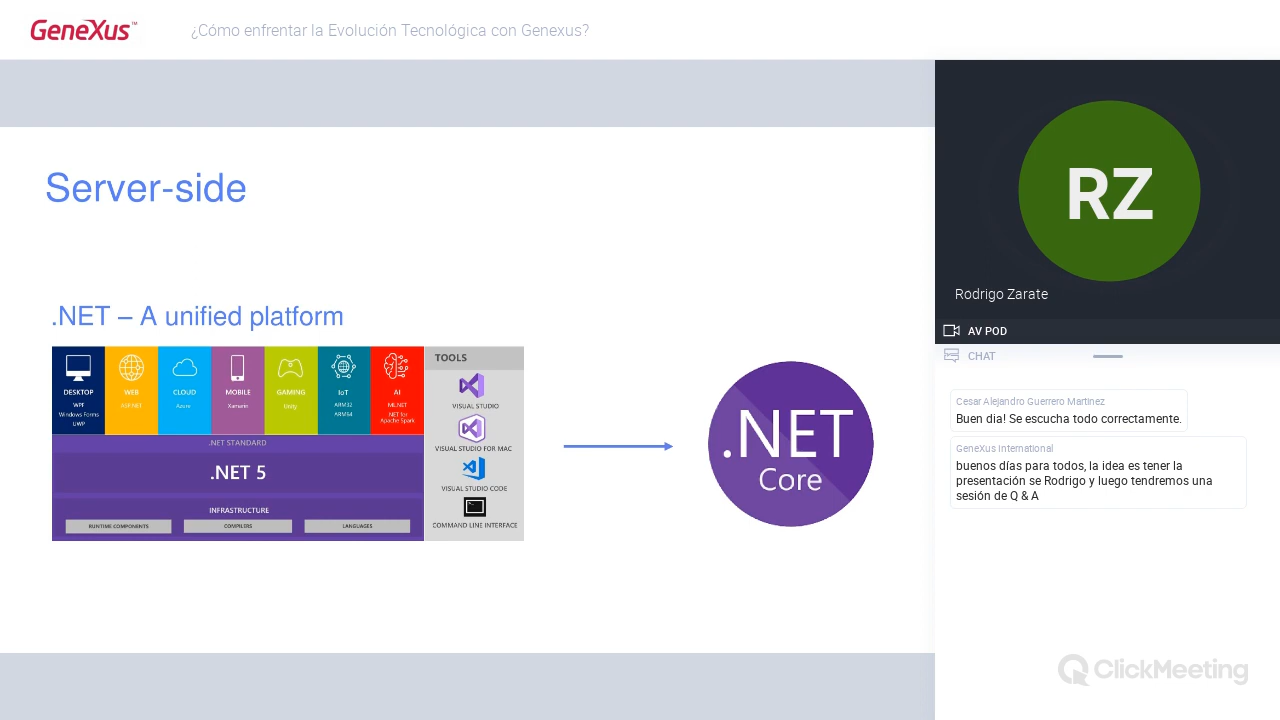 GeneXus™
¿Cómo enfrentar la Evolución Tecnológica con Genexus?
Server-side
.NET – A unified platform
DESKTOP
WPF
Windows Forms
UWP
WEB
ASP.NET
CLOUD
Azure
MOBILE
Xamarin
GAMING
Unity
IoT
ARM32
ARM64
AI
ML.NET
.NET for
Apache Spark
.NET STANDARD
.NET 5
INFRASTRUCTURE
RUNTIME COMPONENTS
COMPILERS
LANGUAGES
TOOLS
VISUAL STUDIO
VISUAL STUDIO FOR MAC
VISUAL STUDIO CODE
COMMAND LINE INTERFACE
.NET
Core
RZ
Rodrigo Zarate
AV POD
CHAT
Cesar Alejandro Guerrero Martinez
Buen dia! Se escucha todo correctamente.
GeneXus International
buenos días para todos, la idea es tener la
presentación se Rodrigo y luego tendremos una
sesión de Q & A
ClickMeeting